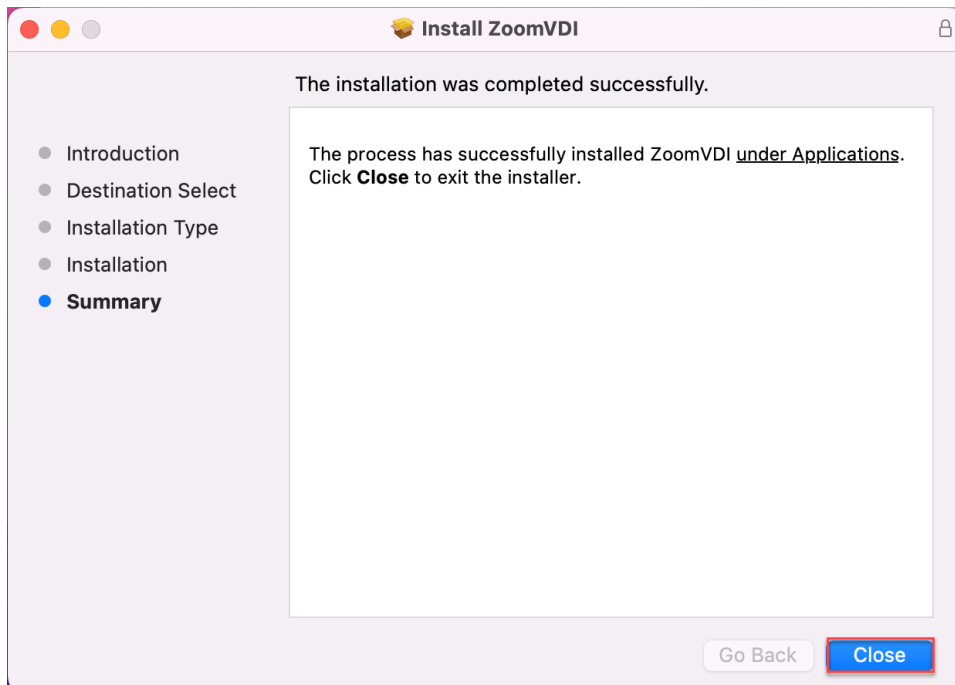 Install ZoomVDI
The installation was completed successfully.
Introduction
Destination Select
Installation Type
Installation
Summary
The process has successfully installed ZoomVDI under Applications.
Click Close to exit the installer.
Go Back
Close